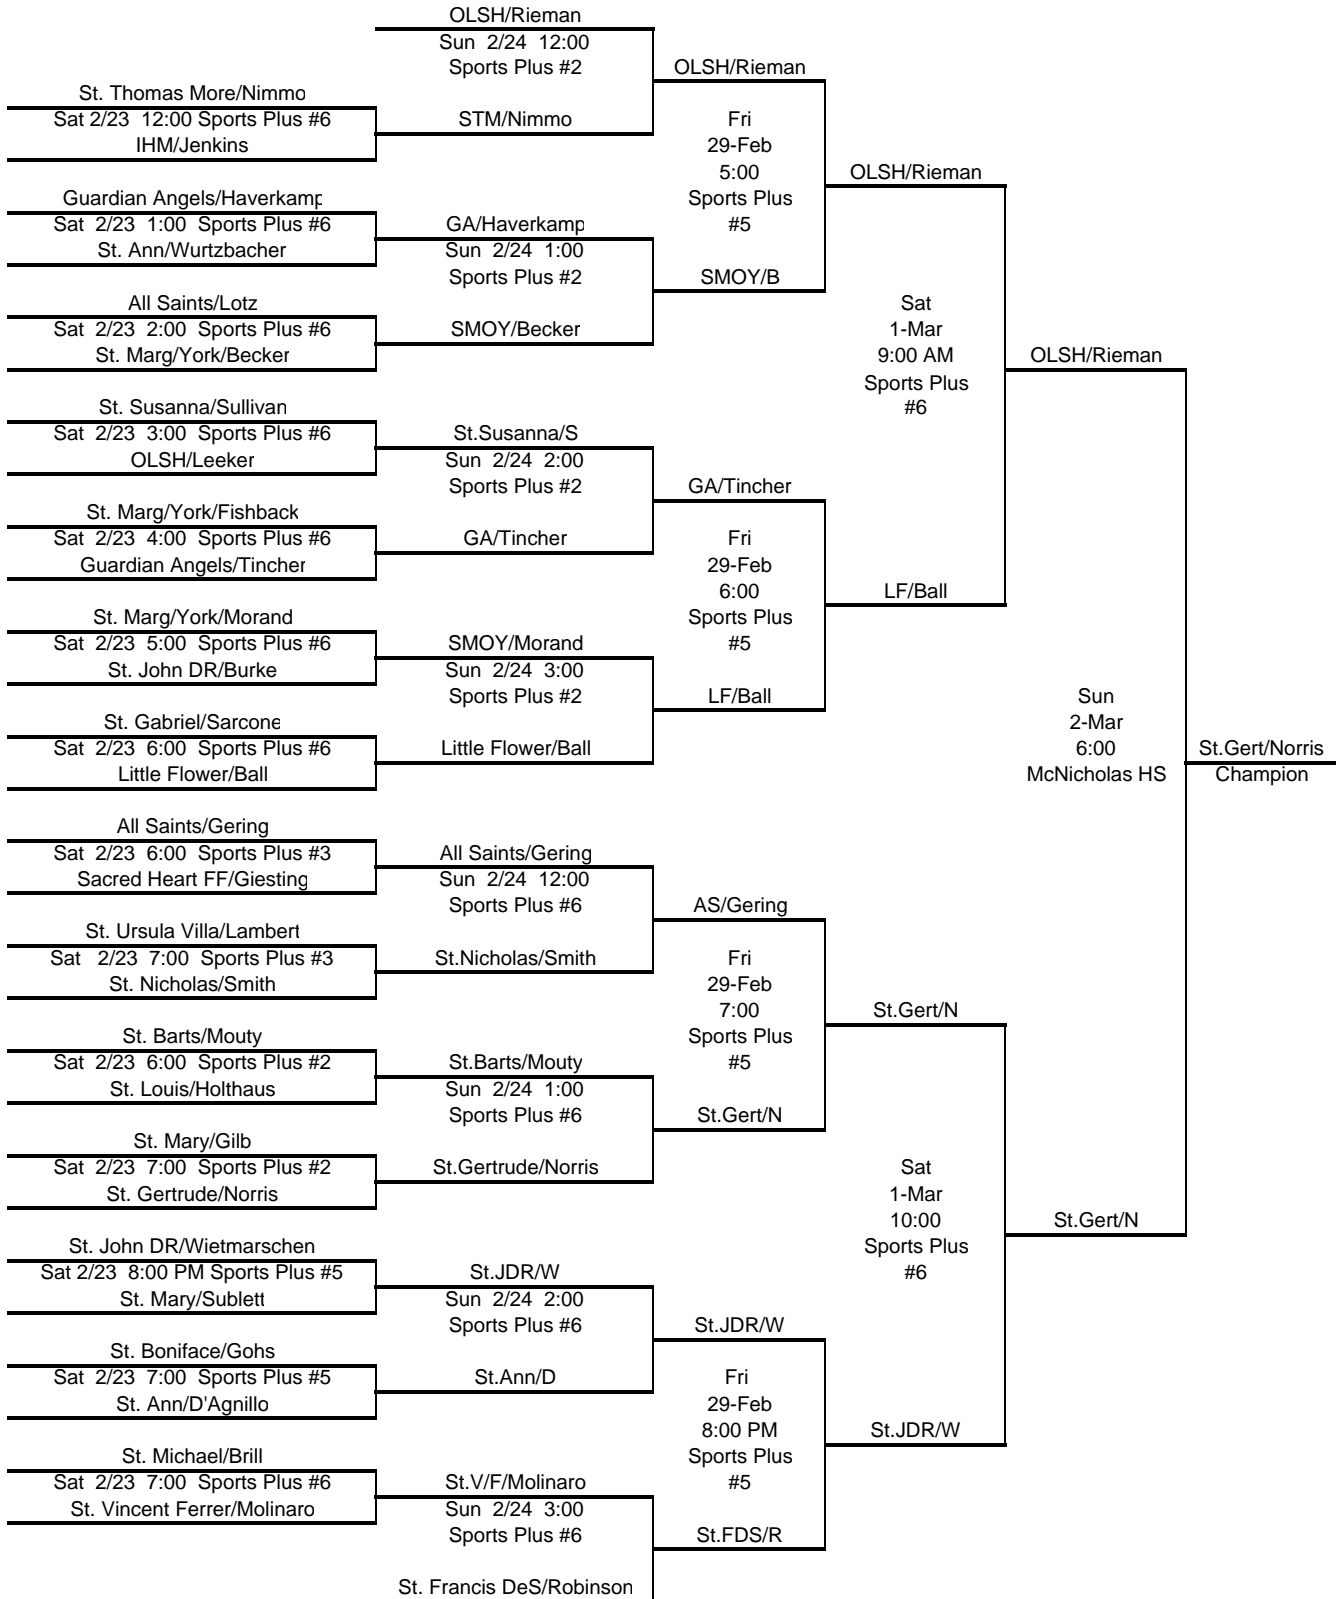 OLSH/Rieman
Sun 2/24 12:00
Sports Plus #2
OLSH/Rieman
St. Thomas More/Nimmo
Sat 2/23 12:00 Sports Plus #6
STM/Nimmo
Fri
IHM/Jenkins
29-Feb
5:00
OLSH/Rieman
Guardian Angels/Haverkamp
Sports Plus
Sat 2/23 1:00 Sports Plus #6
GA/Haverkamp
#5
St. Ann/Wurtzbacher
Sun 2/24 1:00
Sports Plus #2
SMOY/B
All Saints/Lotz
Sat
Sat 2/23 2:00 Sports Plus #6
SMOY/Becker
1-Mar
St. Marg/York/Becker
9:00 AM
OLSH/Rieman
Sports Plus
St. Susanna/Sullivan
#6
Sat 2/23 3:00 Sports Plus #6
St.Susanna/S
OLSH/Leeker
Sun 2/24 2:00
Sports Plus #2
GA/Tincher
St. Marg/York/Fishback
Sat 2/23 4:00 Sports Plus #6
GA/Tincher
Fri
Guardian Angels/Tincher
29-Feb
6:00
LF/Ball
St. Marg/York/Morand
Sports Plus
Sat 2/23 5:00 Sports Plus #6
SMOY/Morand
#5
St. John DR/Burke
Sun 2/24 3:00
Sports Plus #2
LF/Ball
Sun
St. Gabriel/Sarcone
2-Mar
Sat 2/23 6:00 Sports Plus #6
Little Flower/Ball
6:00
St.Gert/Norris
Little Flower/Ball
McNicholas HS
Champion
All Saints/Gering
Sat 2/23 6:00 Sports Plus #3
All Saints/Gering
Sacred Heart FF/Giesting
Sun 2/24 12:00
Sports Plus #6
AS/Gering
St. Ursula Villa/Lambert
Sat 2/23 7:00 Sports Plus #3
St.Nicholas/Smith
Fri
St. Nicholas/Smith
29-Feb
7:00
St.Gert/N
St. Barts/Mouty
Sports Plus
Sat 2/23 6:00 Sports Plus #2
St.Barts/Mouty
#5
St. Louis/Holthaus
Sun 2/24 1:00
Sports Plus #6
St.Gert/N
St. Mary/Gilb
Sat 2/23 7:00 Sports Plus #2
St.Gertrude/Norris
Sat
St. Gertrude/Norris
1-Mar
10:00
St.Gert/N
St. John DR/Wietmarschen
Sports Plus
Sat 2/23 8:00 PM Sports Plus #5
St.JDR/W
#6
St. Mary/Sublett
Sun 2/24 2:00
Sports Plus #6
St.JDR/W
St. Boniface/Gohs
Sat 2/23 7:00 Sports Plus #5
St.Ann/D
Fri
St. Ann/D'Agnillo
29-Feb
8:00 PM
St.JDR/W
St. Michael/Brill
Sports Plus
Sat 2/23 7:00 Sports Plus #6
St.V/F/Molinaro
#5
St. Vincent Ferrer/Molinaro
Sun 2/24 3:00
Sports Plus #6
St.FDS/R
St. Francis DeS/Robinson